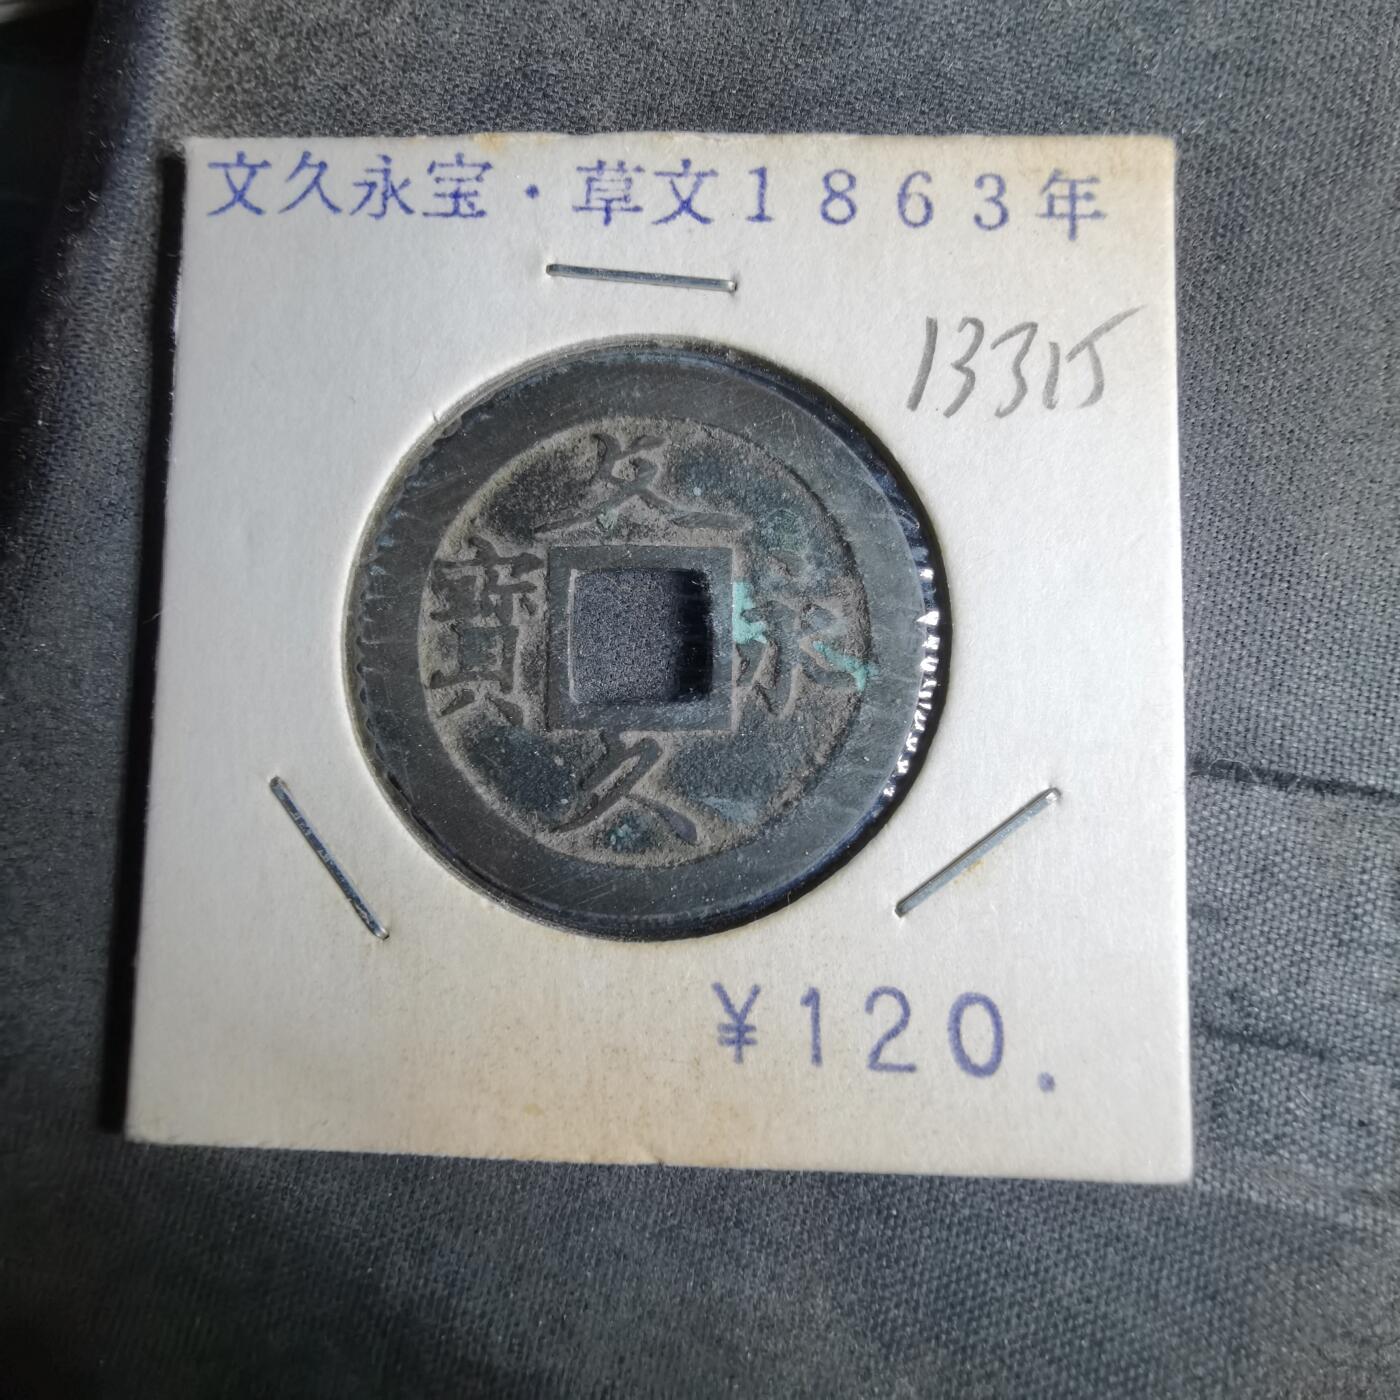 文久永宝・草文1863年
13315
文
寳 永
久
¥120.